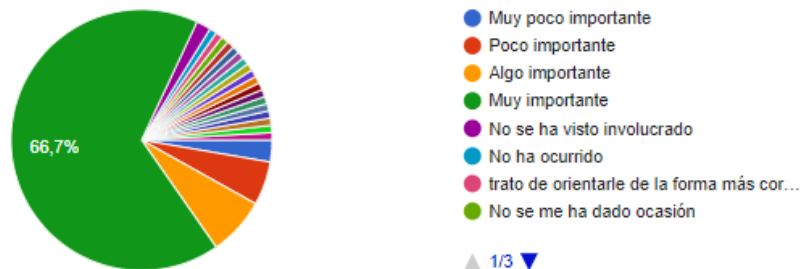 66,7%
Muy poco importante
Poco importante
Algo importante
Muy importante
No se ha visto involucrado
No ha ocurrido
trato de orientarle de la forma más cor…
No se me ha dado ocasión
1/3